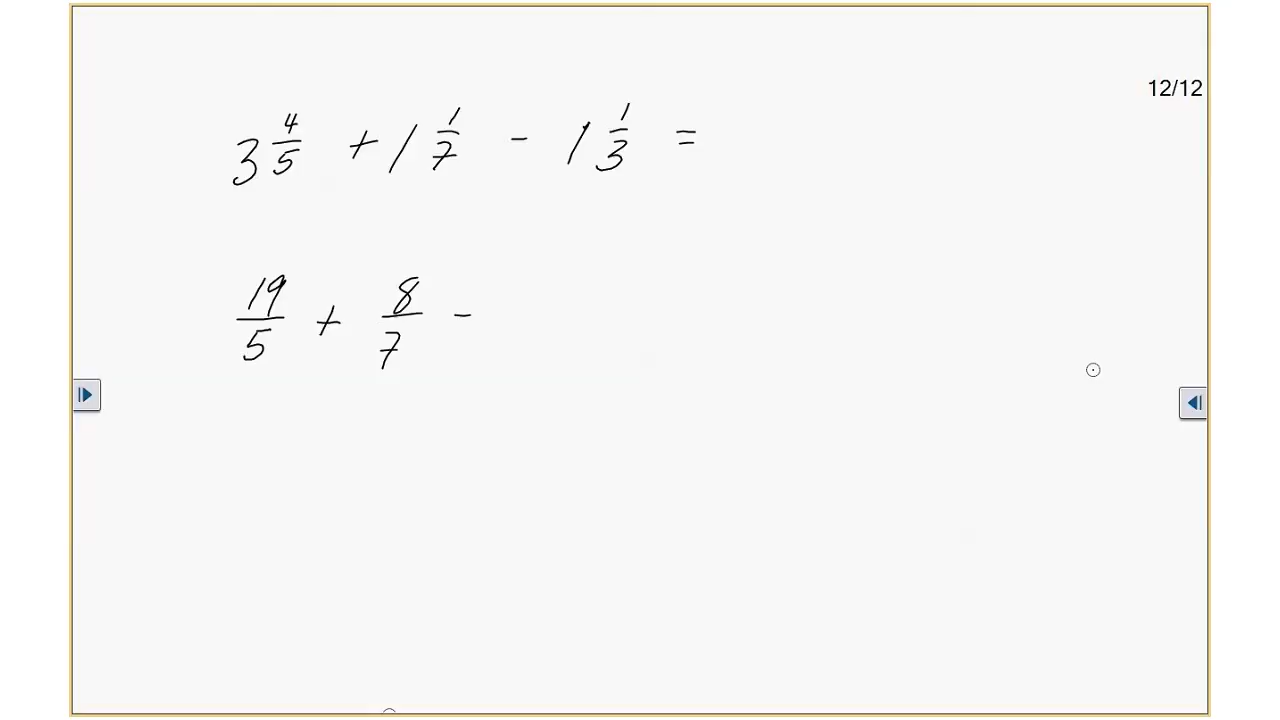 12/12
3 4/5 + 1 1/7 - 1 1/3 =
19/5 + 8/7 -